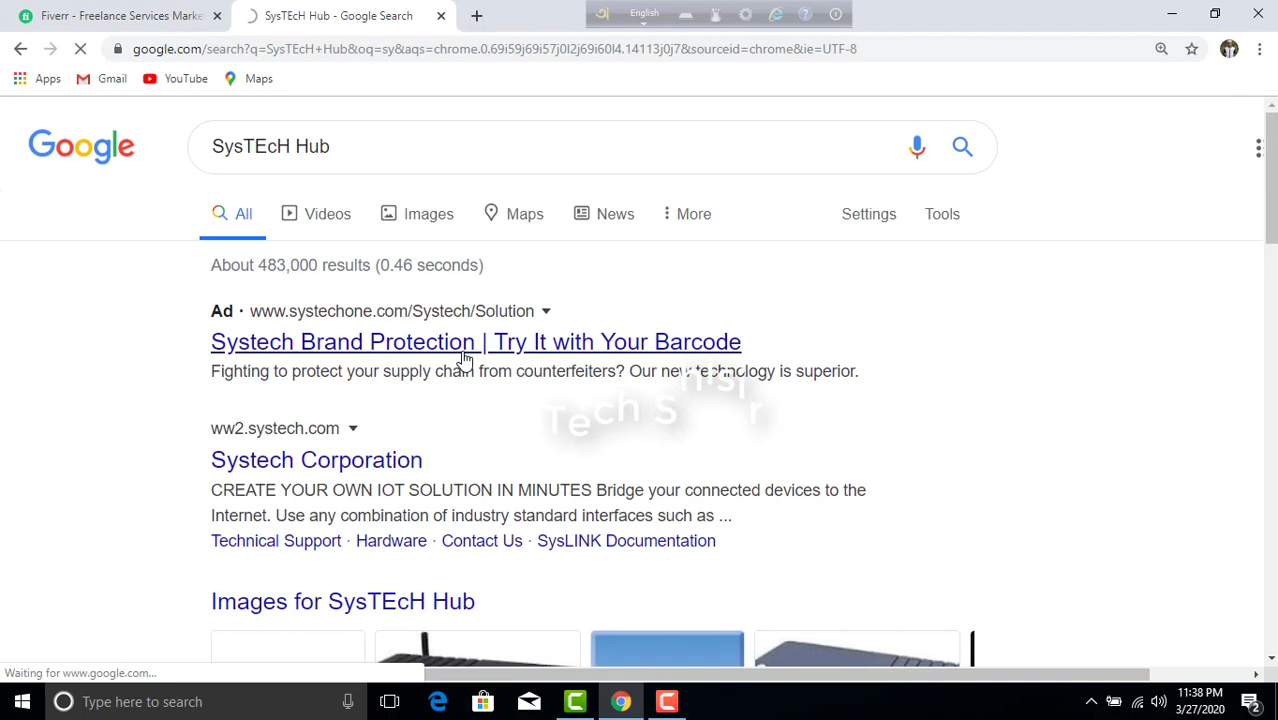 Fiverr - Freelance Services Marke
SysTEcH Hub - Google Search
English
google.com/search?q=SysTEcH+Hub&oq=sy&aqs=chrome.0.69i59j69i57j0l2j69i60l4.14113j0j7&sourceid=chrome&ie=UTF-8
Apps
Gmail
YouTube
Maps
Google
SysTEcH Hub
All
Videos
Images
Maps
News
More
Settings
Tools
About 483,000 results (0.46 seconds)
Ad · www.systechone.com/Systech/Solution
Systech Brand Protection | Try It with Your Barcode
Fighting to protect your supply chain from counterfeiters? Our new technology is superior.
ww2.systech.com
Systech Corporation
CREATE YOUR OWN IOT SOLUTION IN MINUTES Bridge your connected devices to the
Internet. Use any combination of industry standard interfaces such as ...
Technical Support · Hardware · Contact Us · SysLINK Documentation
Images for SysTEcH Hub
Waiting for www.google.com...
Type here to search
11:38 PM
3/27/2020
2